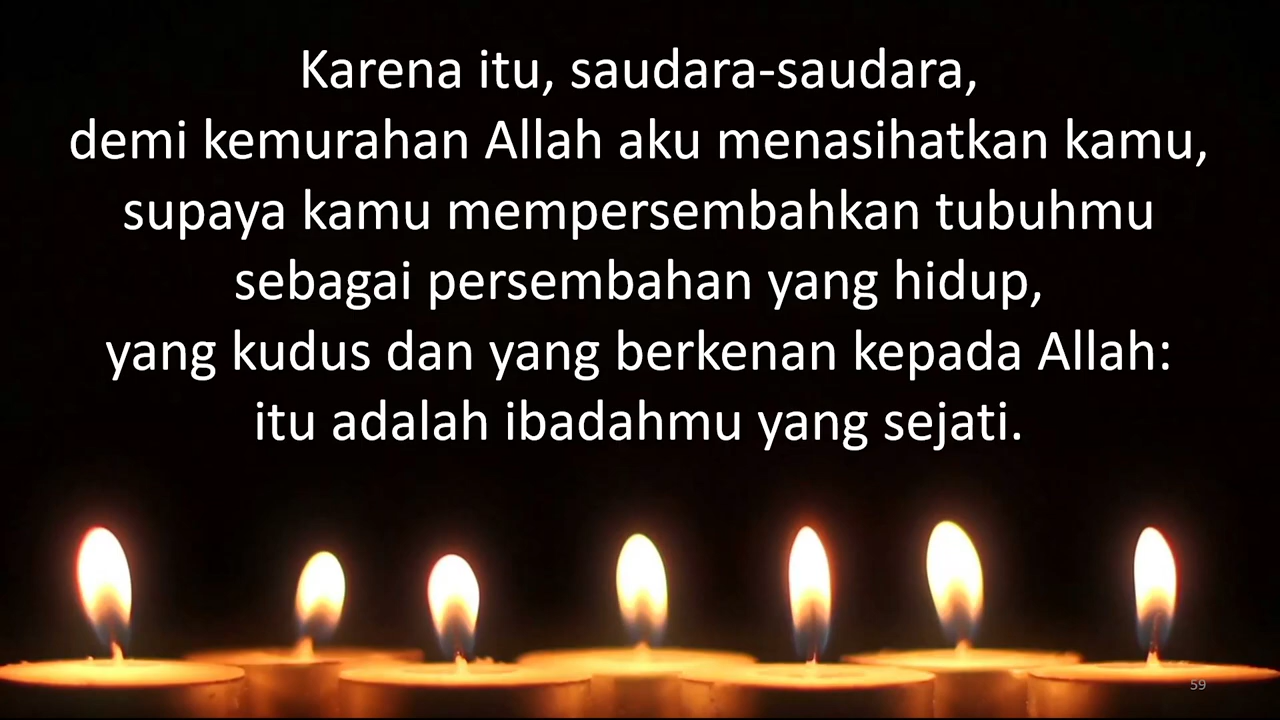 Karena itu, saudara-saudara,
demi kemurahan Allah aku menasihatkan kamu,
supaya kamu mempersembahkan tubuhmu
sebagai persembahan yang hidup,
yang kudus dan yang berkenan kepada Allah:
itu adalah ibadahmu yang sejati.
59